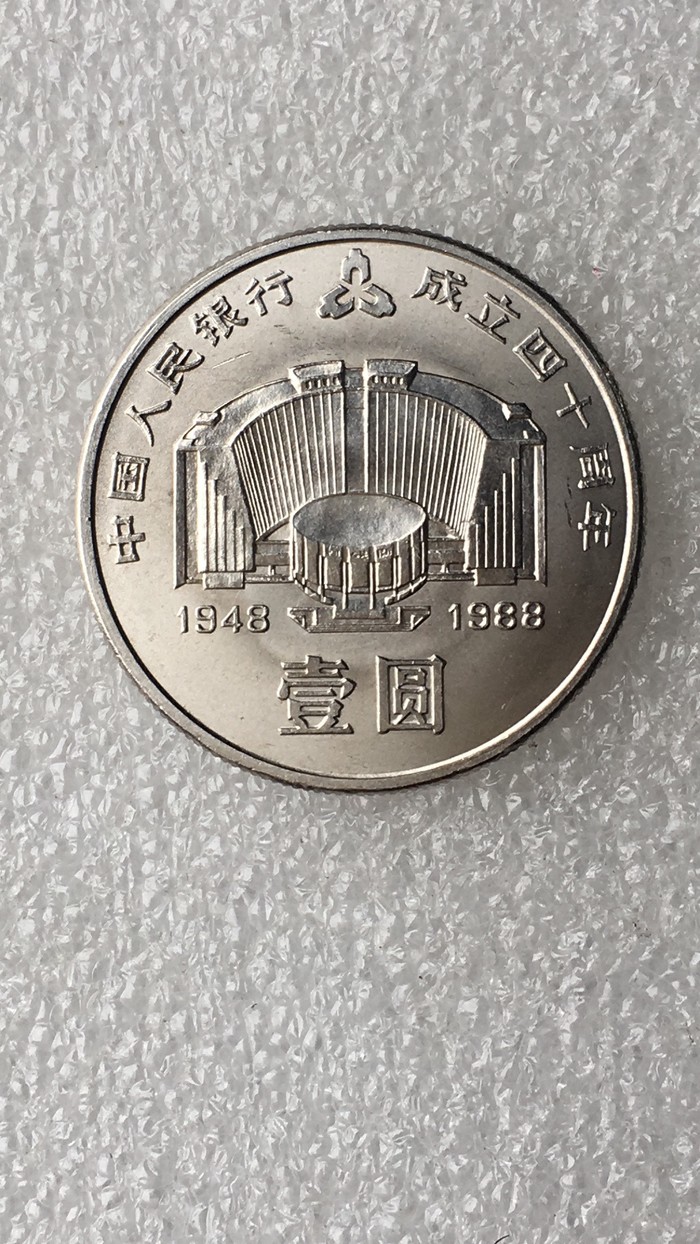 中国人民银行 成立四十周年
1948 1988
壹圆